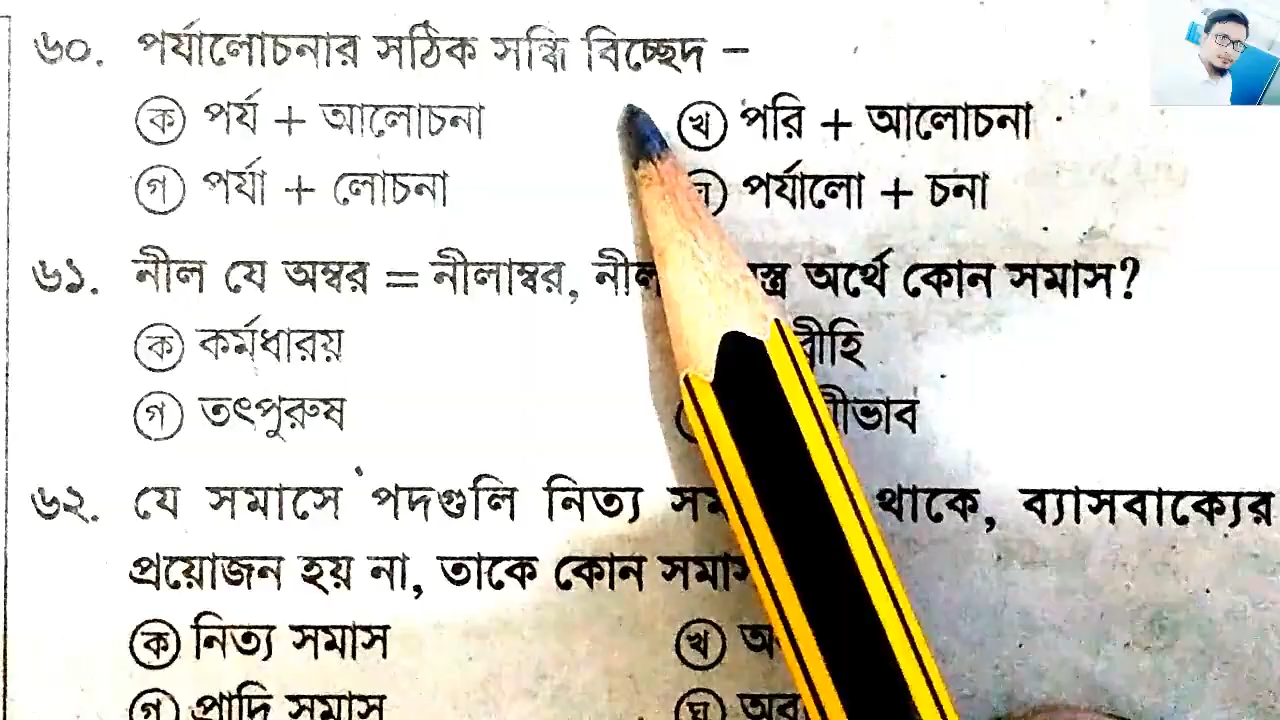 ৬০. পর্যালোচনার সঠিক সন্ধি বিচ্ছেদ –
ক পর্য + আলোচনা খ পরি + আলোচনা
গ পর্যা + লোচনা ঘ পর্যালো + চনা
৬১. নীল যে অম্বর = নীলাম্বর, নীল অর্থে কোন সমাস?
ক কর্মধারয়
গ তৎপুরুষ
৬২. যে সমাসে পদগুলি নিত্য থাকে, ব্যাসবাক্যের
প্রয়োজন হয় না, তাকে কোন সমাস
ক নিত্য সমাস খ
গ প্রাদি সমাস ঘ